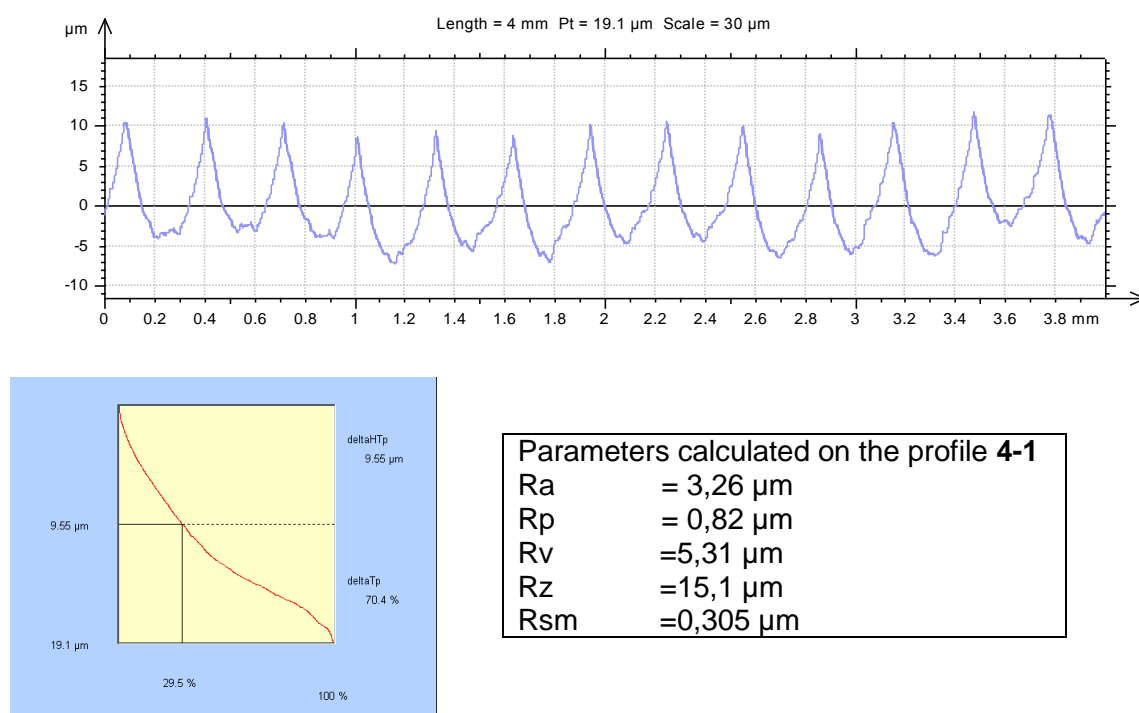 Length = 4 mm  Pt = 19.1 µm  Scale = 30 µm
µm
15
10
5
0
-5
-10
0 0.2 0.4 0.6 0.8 1 1.2 1.4 1.6 1.8 2 2.2 2.4 2.6 2.8 3 3.2 3.4 3.6 3.8 mm
deltaHTp
9.55 µm
9.55 µm
deltaTp
70.4 %
19.1 µm
29.5 %
100 %
Parameters calculated on the profile 4-1
Ra = 3,26 µm
Rp = 0,82 µm
Rv =5,31 µm
Rz =15,1 µm
Rsm =0,305 µm